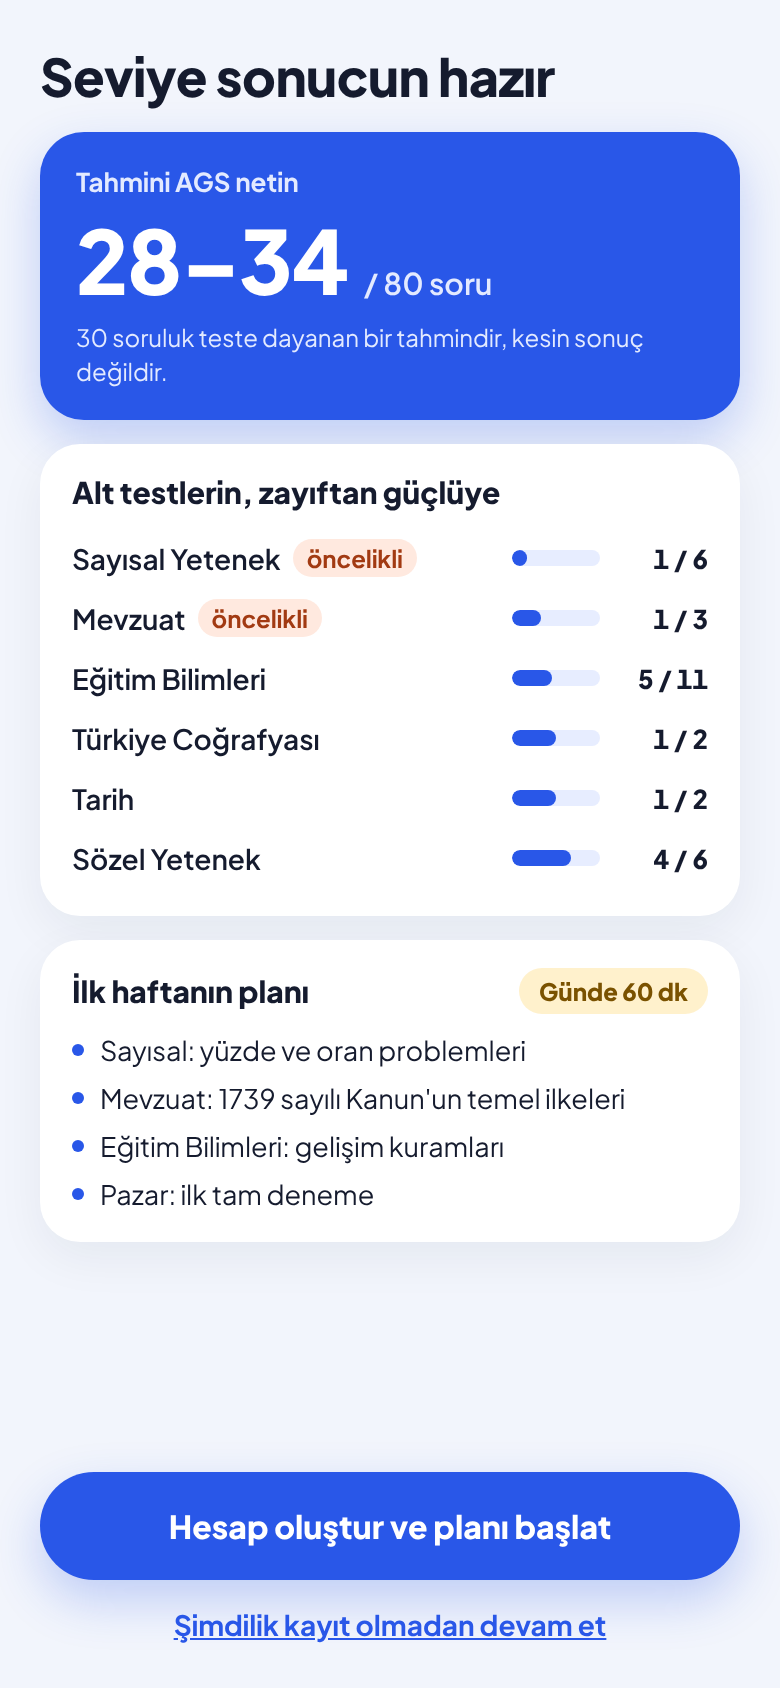 Seviye sonucun hazır
Tahmini AGS netin
28–34 / 80 soru
30 soruluk teste dayanan bir tahmindir, kesin sonuç
değildir.
Alt testlerin, zayıftan güçlüye
Sayısal Yetenek öncelikli 1 / 6
Mevzuat öncelikli 1 / 3
Eğitim Bilimleri 5 / 11
Türkiye Coğrafyası 1 / 2
Tarih 1 / 2
Sözel Yetenek 4 / 6
İlk haftanın planı Günde 60 dk
Sayısal: yüzde ve oran problemleri
Mevzuat: 1739 sayılı Kanun'un temel ilkeleri
Eğitim Bilimleri: gelişim kuramları
Pazar: ilk tam deneme
Hesap oluştur ve planı başlat
Şimdilik kayıt olmadan devam et